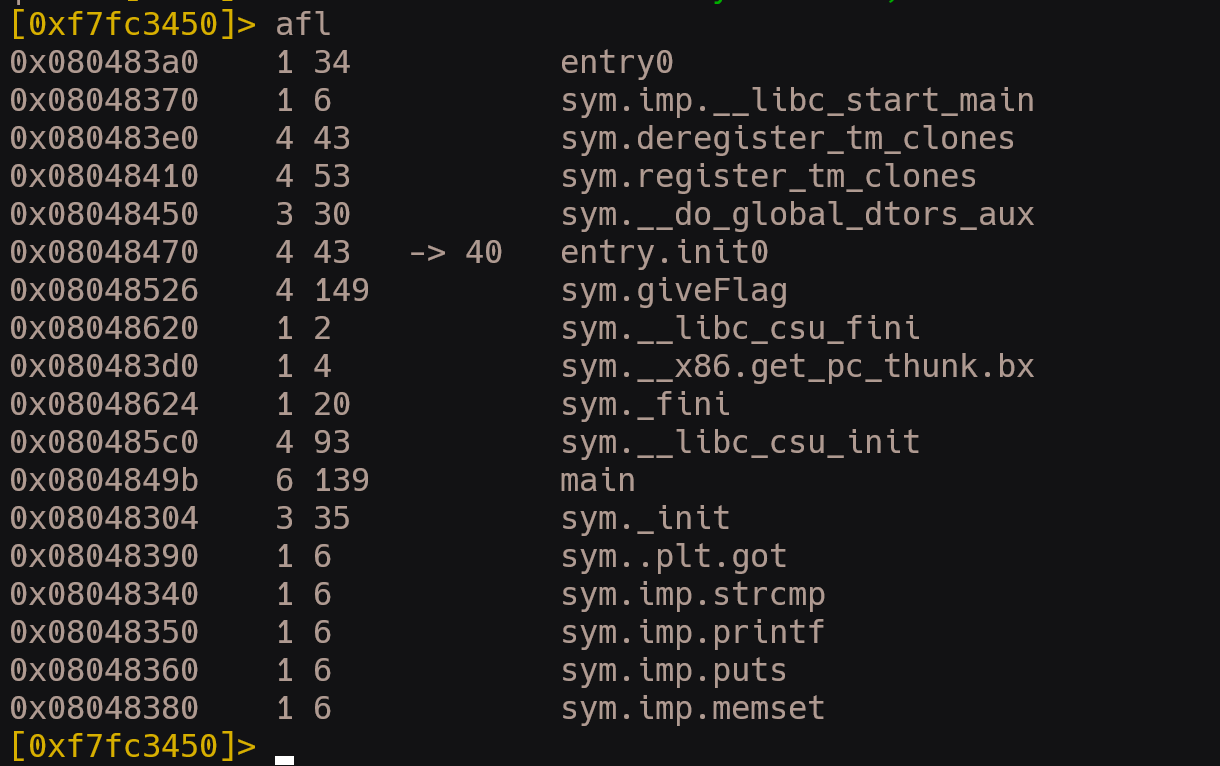 [0xf7fc3450]> afl
0x080483a0    1 34           entry0
0x08048370    1 6            sym.imp.__libc_start_main
0x080483e0    4 43           sym.deregister_tm_clones
0x08048410    4 53           sym.register_tm_clones
0x08048450    3 30           sym.__do_global_dtors_aux
0x08048470    4 43   -> 40   entry.init0
0x08048526    4 149          sym.giveFlag
0x08048620    1 2            sym.__libc_csu_fini
0x080483d0    1 4            sym.__x86.get_pc_thunk.bx
0x08048624    1 20           sym._fini
0x080485c0    4 93           sym.__libc_csu_init
0x0804849b    6 139          main
0x08048304    3 35           sym._init
0x08048390    1 6            sym..plt.got
0x08048340    1 6            sym.imp.strcmp
0x08048350    1 6            sym.imp.printf
0x08048360    1 6            sym.imp.puts
0x08048380    1 6            sym.imp.memset
[0xf7fc3450]>